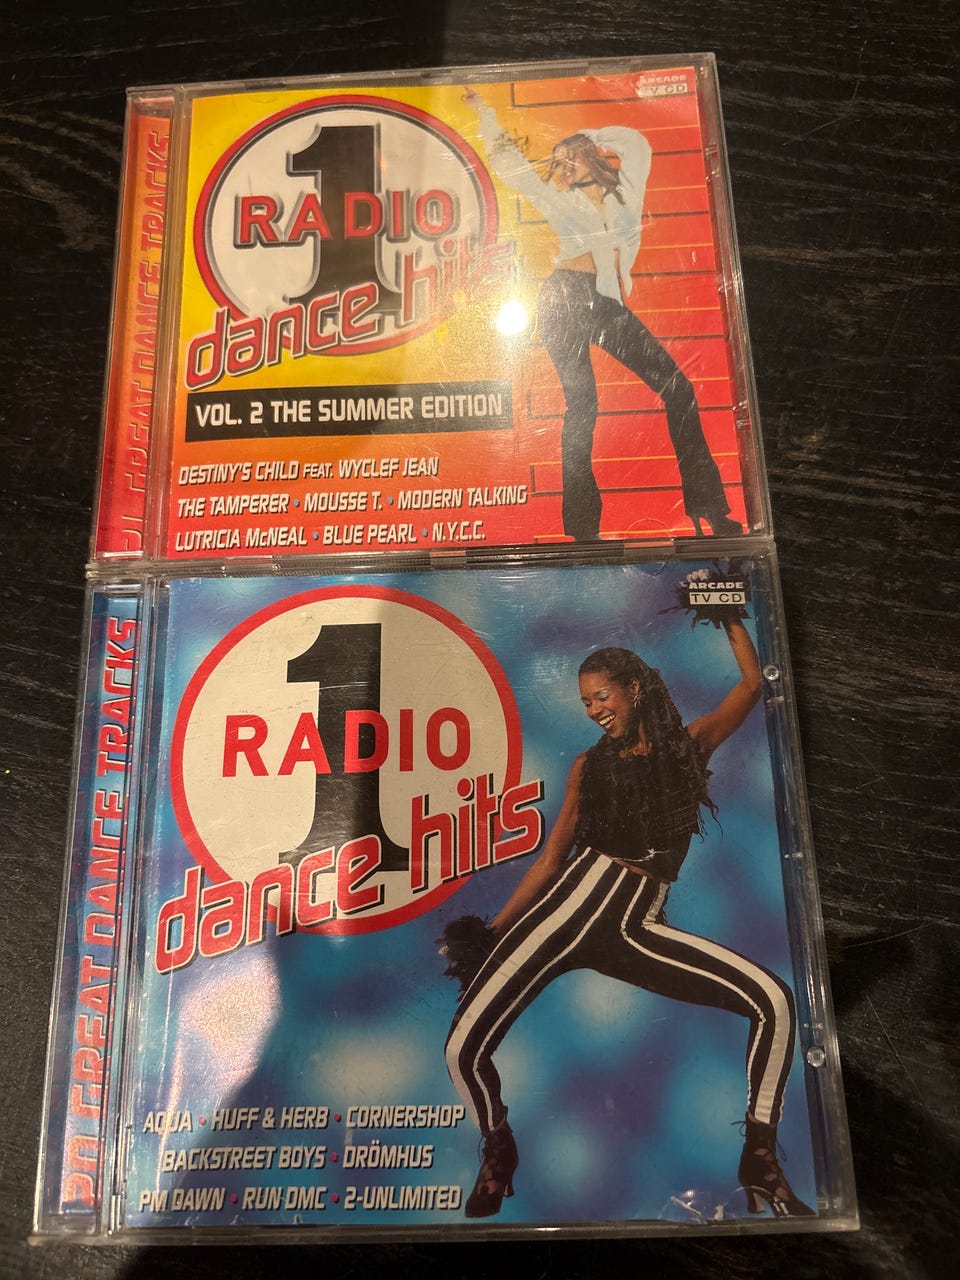 ARCADE
TV CD
1
RADIO
dance hits
VOL. 2 THE SUMMER EDITION
DESTINY'S CHILD FEAT. WYCLEF JEAN
THE TAMPERER • MOUSSE T. • MODERN TALKING
LUTRICIA McNEAL • BLUE PEARL • N.Y.C.C.
GREAT DANCE TRACKS
ARCADE
TV CD
1
RADIO
dance hits
AQUA • HUFF & HERB • CORNERSHOP
BACKSTREET BOYS • DRÖMHUS
PM DAWN • RUN DMC • 2-UNLIMITED
20 GREAT DANCE TRACKS